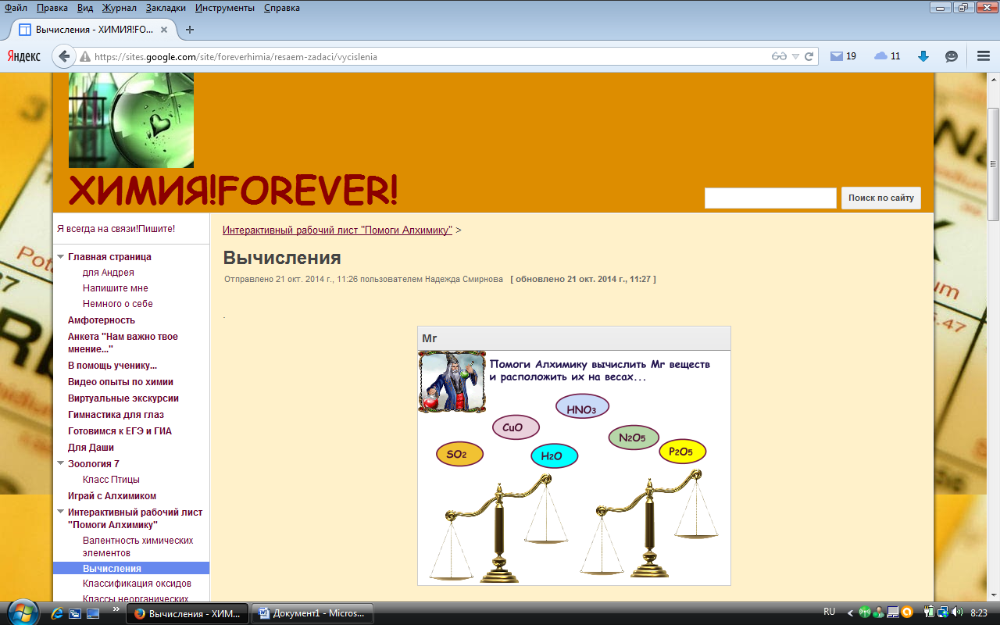 Файл Правка Вид Журнал Закладки Инструменты Справка
Вычисления - ХИМИЯ!FO...
Яндекс
https://sites.google.com/site/foreverhimia/resaem-zadaci/vycislenia
19
11
ХИМИЯ!FOREVER!
Поиск по сайту
Я всегда на связи!Пишите!
Главная страница
для Андрея
Напишите мне
Немного о себе
Амфотерность
Анкета "Нам важно твое
мнение..."
В помощь ученику...
Видео опыты по химии
Виртуальные экскурсии
Гимнастика для глаз
Готовимся к ЕГЭ и ГИА
Для Даши
Зоология 7
Класс Птицы
Играй с Алхимиком
Интерактивный рабочий лист
"Помоги Алхимику"
Валентность химических
элементов
Вычисления
Классификация оксидов
Классы неорганических
Интерактивный рабочий лист "Помоги Алхимику" >
Вычисления
Отправлено 21 окт. 2014 г., 11:26 пользователем Надежда Смирнова [ обновлено 21 окт. 2014 г., 11:27 ]
Mr
Помоги Алхимику вычислить Mr веществ
и расположить их на весах...
HNO3
CuO
N2O5
SO2
H2O
P2O5
Вычисления - ХИМ...
Документ1 - Micros...
RU
8:23